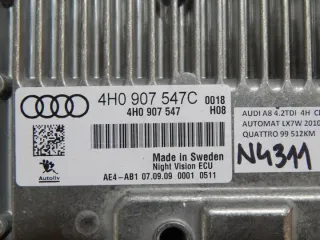 4H0 907 547C 0018
4H0 907 547 H08
Made in Sweden
Night Vision ECU
AE4-AB1 07.09.09 0001 0511
Autoliv
AUDI A8 4.2TDI 4H
AUTOMAT LX7W 2010
QUATTRO 99 512KM
N4311